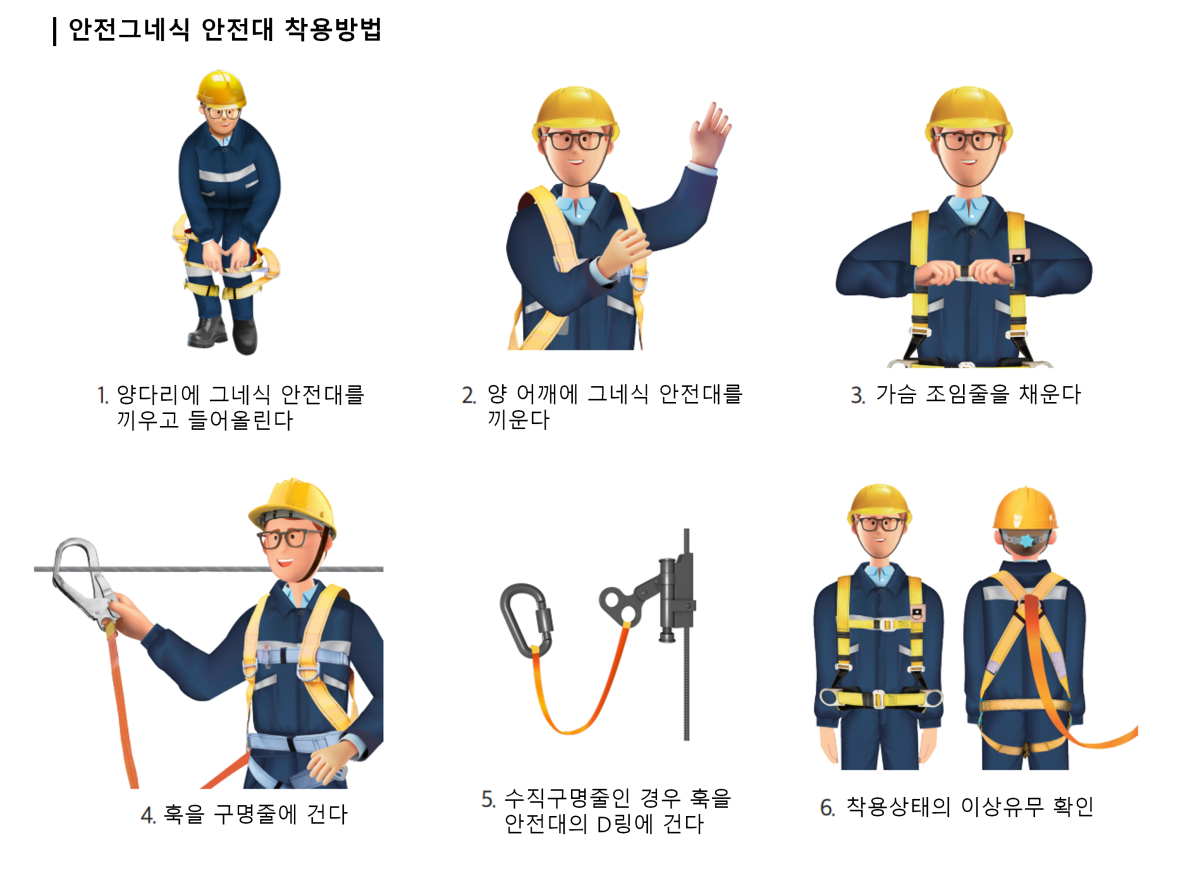 안전그네식 안전대 착용방법
1. 양다리에 그네식 안전대를
끼우고 들어올린다
2. 양 어깨에 그네식 안전대를
끼운다
3. 가슴 조임줄을 채운다
4. 훅을 구명줄에 건다
5. 수직구명줄인 경우 훅을
안전대의 D링에 건다
6. 착용상태의 이상유무 확인